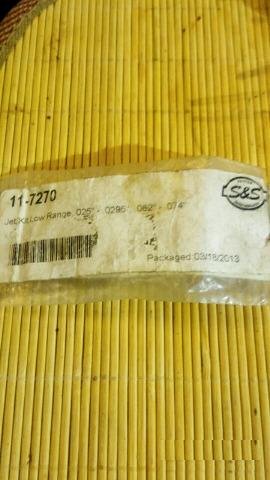 11-7270
S&S
Jet Kit Low Range, .025" - .0295", .062" - .074"
Packaged:03/18/2013